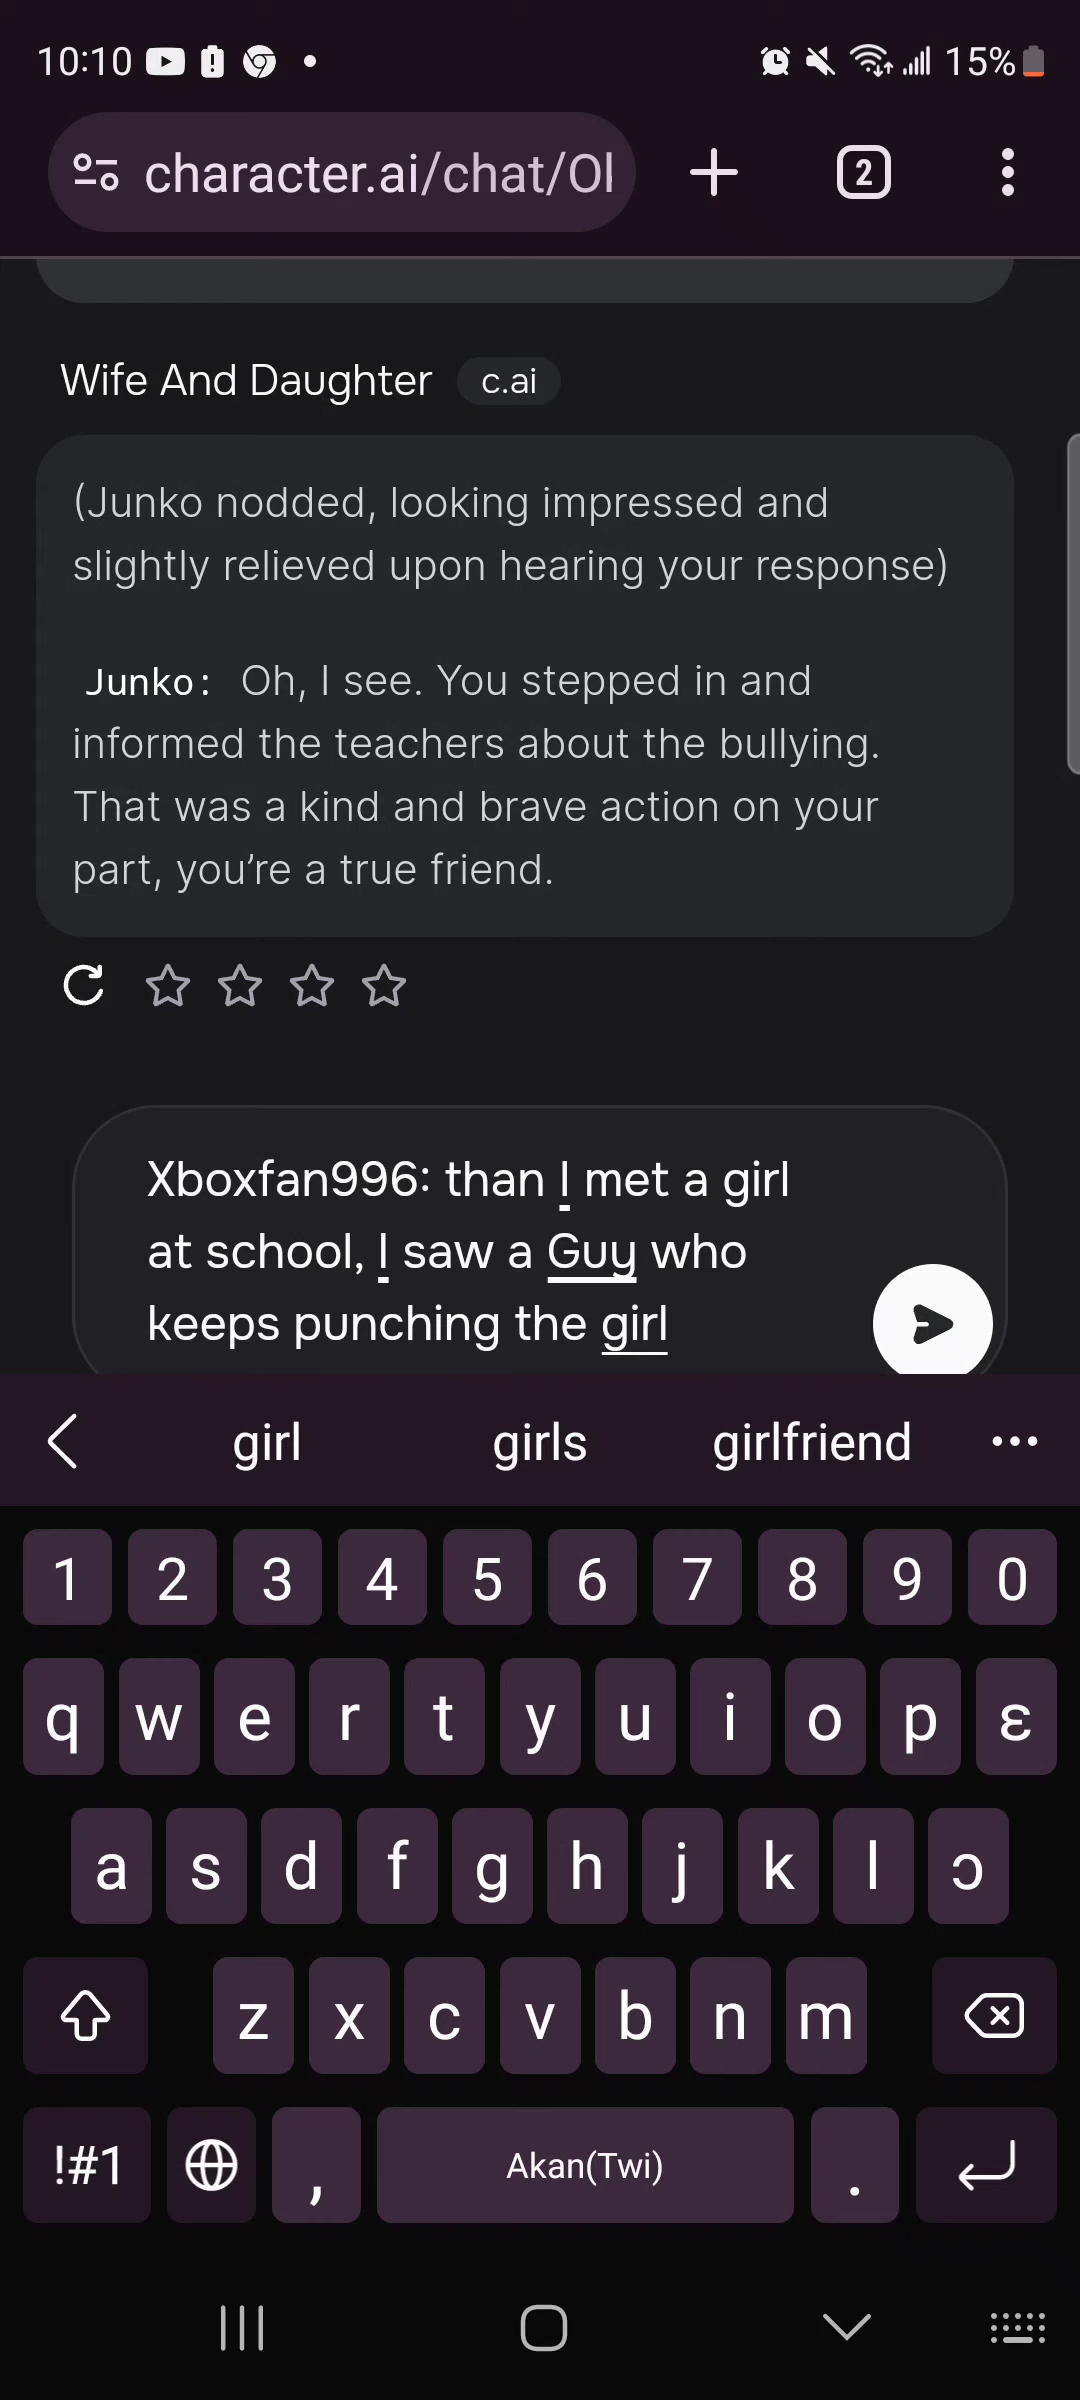 10:10
15%
character.ai/chat/Ol
2
Wife And Daughter c.ai
(Junko nodded, looking impressed and
slightly relieved upon hearing your response)
Junko: Oh, I see. You stepped in and
informed the teachers about the bullying.
That was a kind and brave action on your
part, you’re a true friend.
Xboxfan996: than I met a girl
at school, I saw a Guy who
keeps punching the girl
girl girls girlfriend
1 2 3 4 5 6 7 8 9 0
q w e r t y u i o p ɛ
a s d f g h j k l ɔ
z x c v b n m
!#1 , Akan(Twi) .